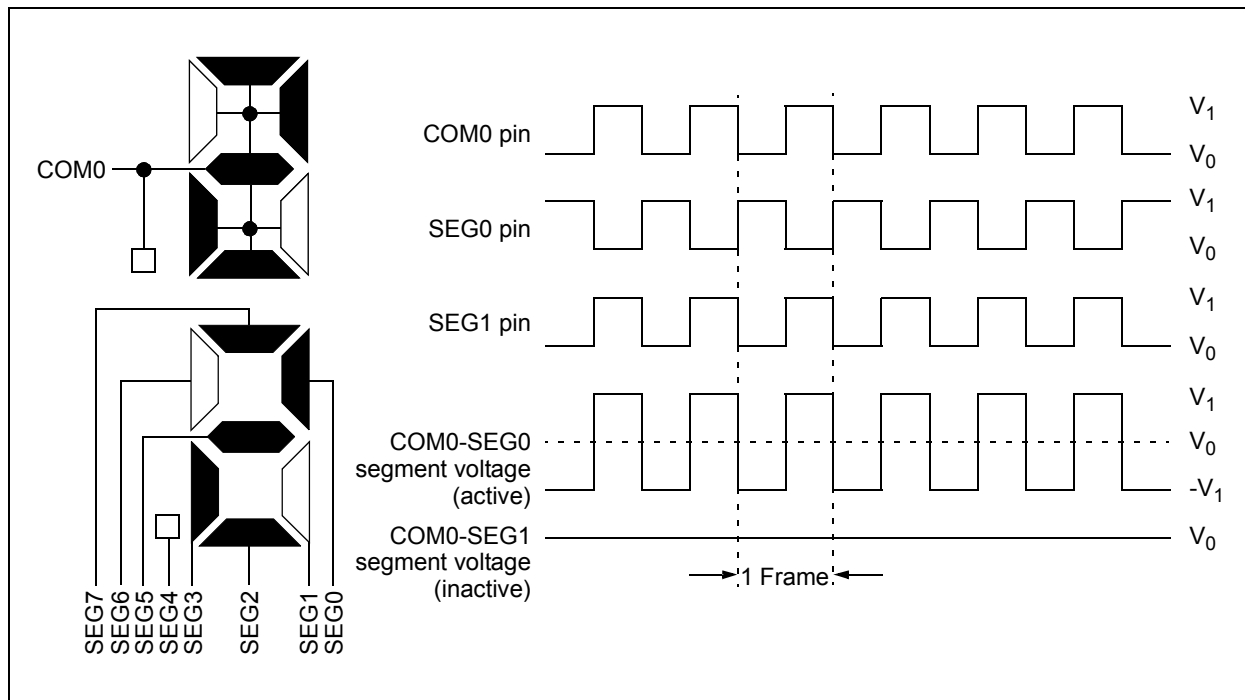 COM0
SEG7
SEG6
SEG5
SEG4
SEG3
SEG2
SEG1
SEG0
COM0 pin
V1
V0
SEG0 pin
V1
V0
SEG1 pin
V1
V0
COM0-SEG0
segment voltage
(active)
V1
V0
-V1
COM0-SEG1
segment voltage
(inactive)
V0
1 Frame